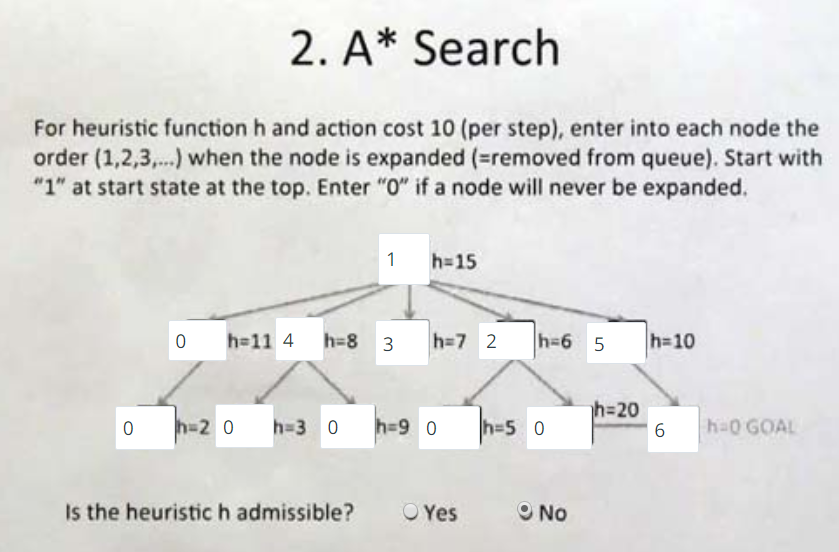 2. A* Search
For heuristic function h and action cost 10 (per step), enter into each node the
order (1,2,3,...) when the node is expanded (=removed from queue). Start with
"1" at start state at the top. Enter "0" if a node will never be expanded.
1 h=15
0 h=11 4 h=8 3 h=7 2 h=6 5 h=10
0 h=2 0 h=3 0 h=9 0 h=5 0 h=20 6 h=0 GOAL
Is the heuristic h admissible? Yes No